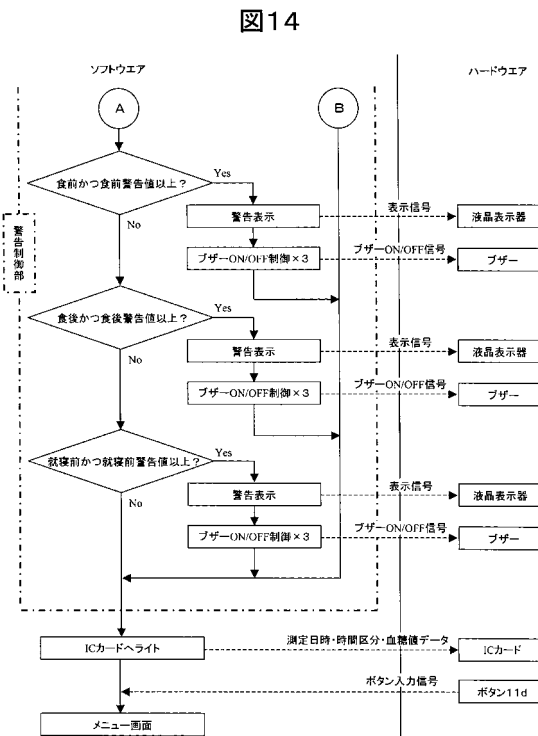 図14
ソフトウエア
ハードウエア
A
B
食前かつ食前警告値以上？
Yes
No
警告表示
表示信号
液晶表示器
ブザーON/OFF制御×3
ブザーON/OFF信号
ブザー
警告制御部
食後かつ食後警告値以上？
Yes
No
警告表示
表示信号
液晶表示器
ブザーON/OFF制御×3
ブザーON/OFF信号
ブザー
就寝前かつ就寝前警告値以上？
Yes
No
警告表示
表示信号
液晶表示器
ブザーON/OFF制御×3
ブザーON/OFF信号
ブザー
ICカードへライト
測定日時・時間区分・血糖値データ
ICカード
ボタン入力信号
ボタン11d
メニュー画面